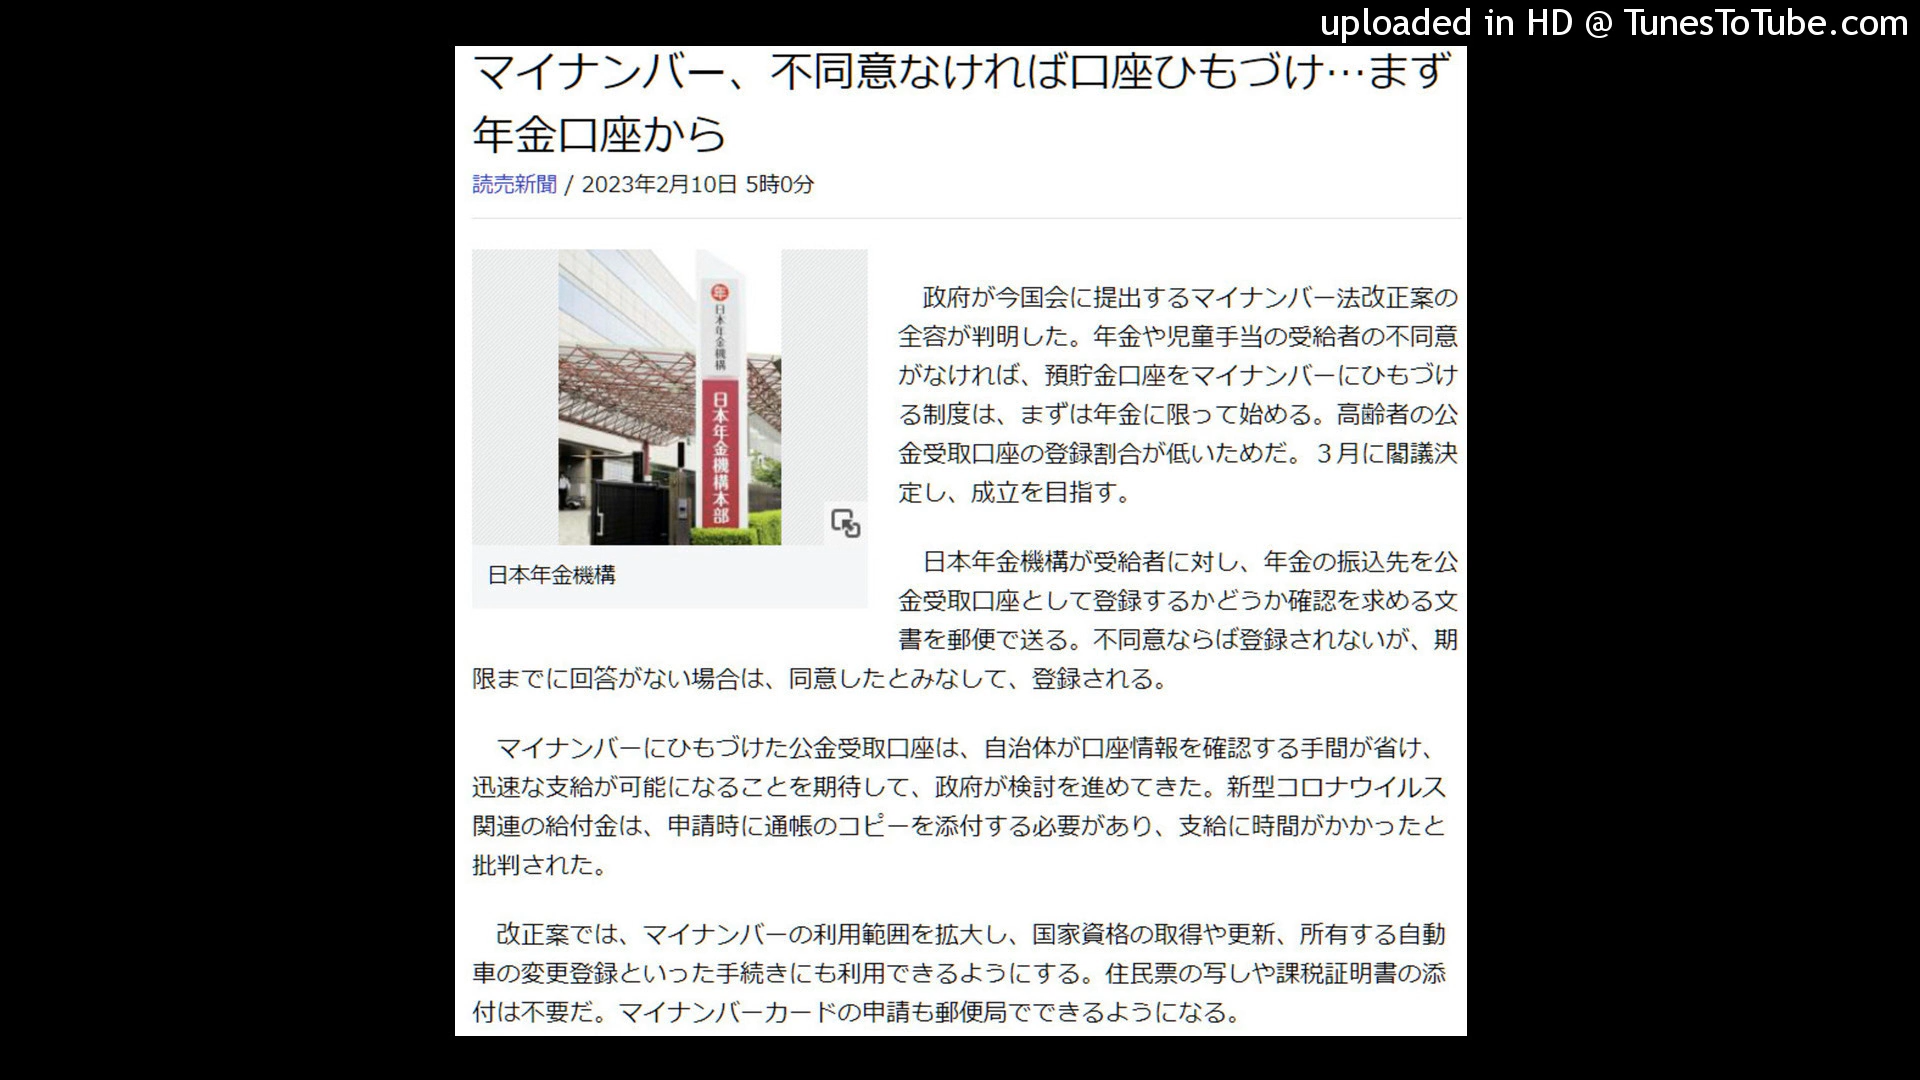 uploaded in HD @ TunesToTube.com
マイナンバー、不同意なければ口座ひもづけ…まず
年金口座から
読売新聞 / 2023年2月10日 5時0分
年
日本年金機構
日本年金機構本部
日本年金機構
政府が今国会に提出するマイナンバー法改正案の
全容が判明した。年金や児童手当の受給者の不同意
がなければ、預貯金口座をマイナンバーにひもづけ
る制度は、まずは年金に限って始める。高齢者の公
金受取口座の登録割合が低いためだ。３月に閣議決
定し、成立を目指す。
日本年金機構が受給者に対し、年金の振込先を公
金受取口座として登録するかどうか確認を求める文
書を郵便で送る。不同意ならば登録されないが、期
限までに回答がない場合は、同意したとみなして、登録される。
マイナンバーにひもづけた公金受取口座は、自治体が口座情報を確認する手間が省け、
迅速な支給が可能になることを期待して、政府が検討を進めてきた。新型コロナウイルス
関連の給付金は、申請時に通帳のコピーを添付する必要があり、支給に時間がかかったと
批判された。
改正案では、マイナンバーの利用範囲を拡大し、国家資格の取得や更新、所有する自動
車の変更登録といった手続きにも利用できるようにする。住民票の写しや課税証明書の添
付は不要だ。マイナンバーカードの申請も郵便局でできるようになる。